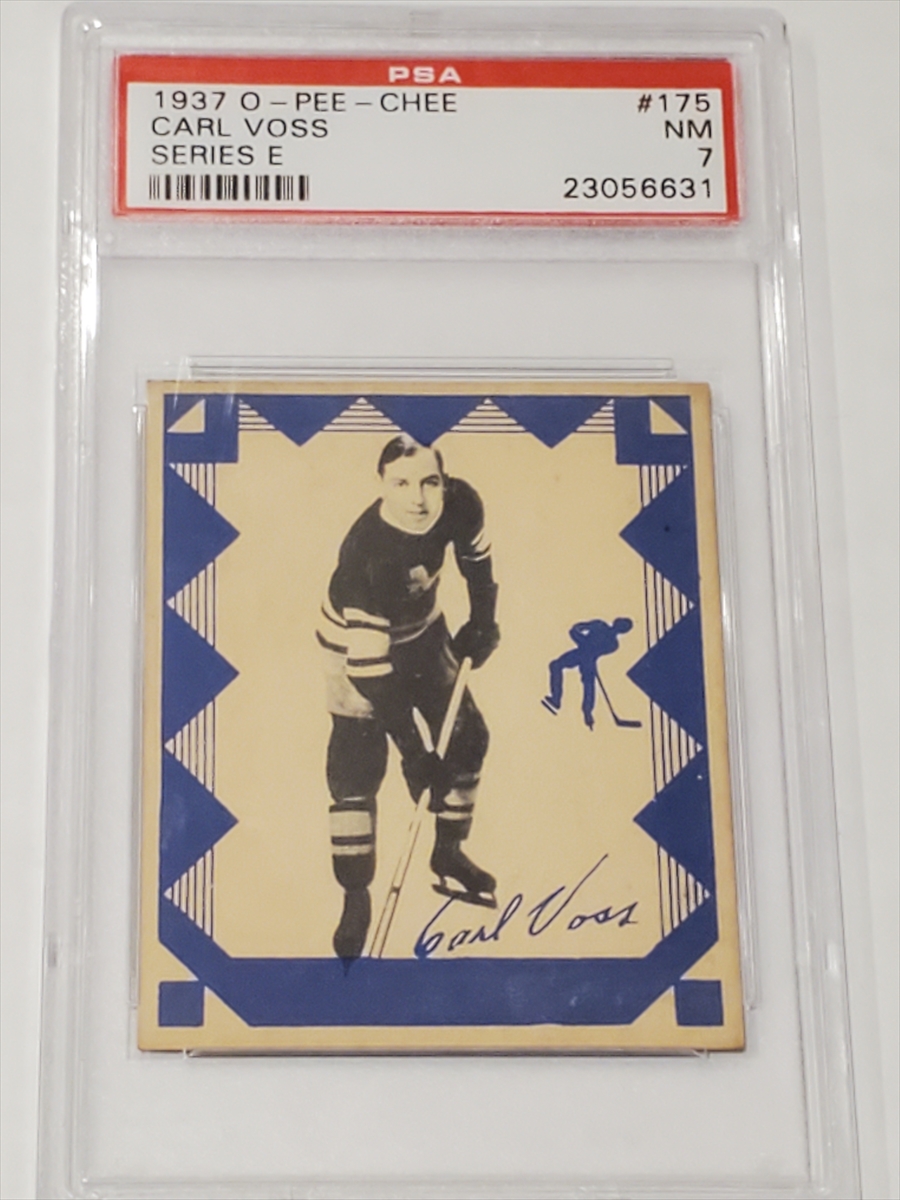 PSA
1937 O-PEE-CHEE #175
CARL VOSS NM
SERIES E 7
23056631
Carl Voss